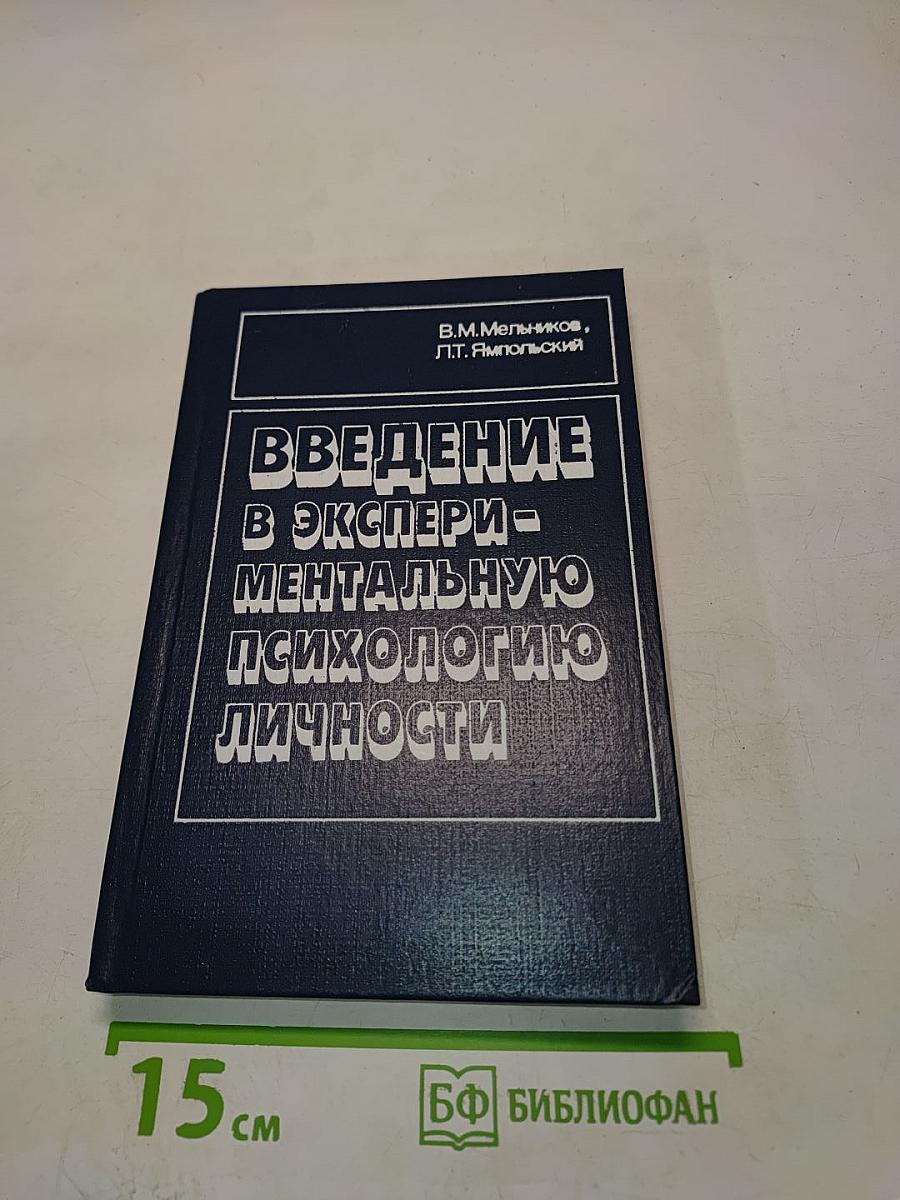 В.М.Мельников,
Л.Т.Ямпольский
ВВЕДЕНИЕ
В ЭКСПЕРИ-
МЕНТАЛЬНУЮ
ПСИХОЛОГИЮ
ЛИЧНОСТИ
15 см
БФ БИБЛИОФАН